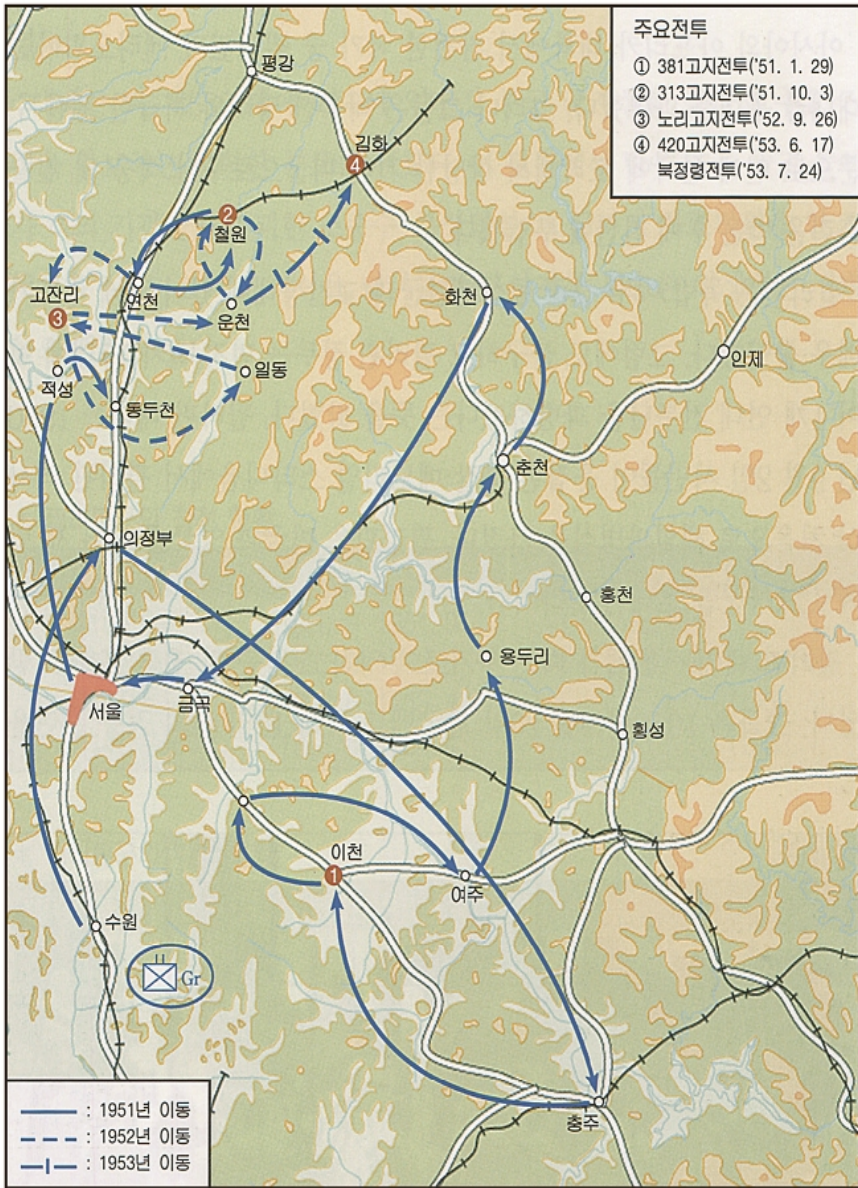 주요전투
① 381고지전투('51. 1. 29)
② 313고지전투('51. 10. 3)
③ 노리고지전투('52. 9. 26)
④ 420고지전투('53. 6. 17)
북정령전투('53. 7. 24)
평강
김화
4
2
철원
고잔리
연천
3
운천
화천
인제
적성
일동
동두천
춘천
의정부
홍천
용두리
서울
금곡
횡성
이천
1
여주
수원
Gr
충주
: 1951년 이동
: 1952년 이동
: 1953년 이동